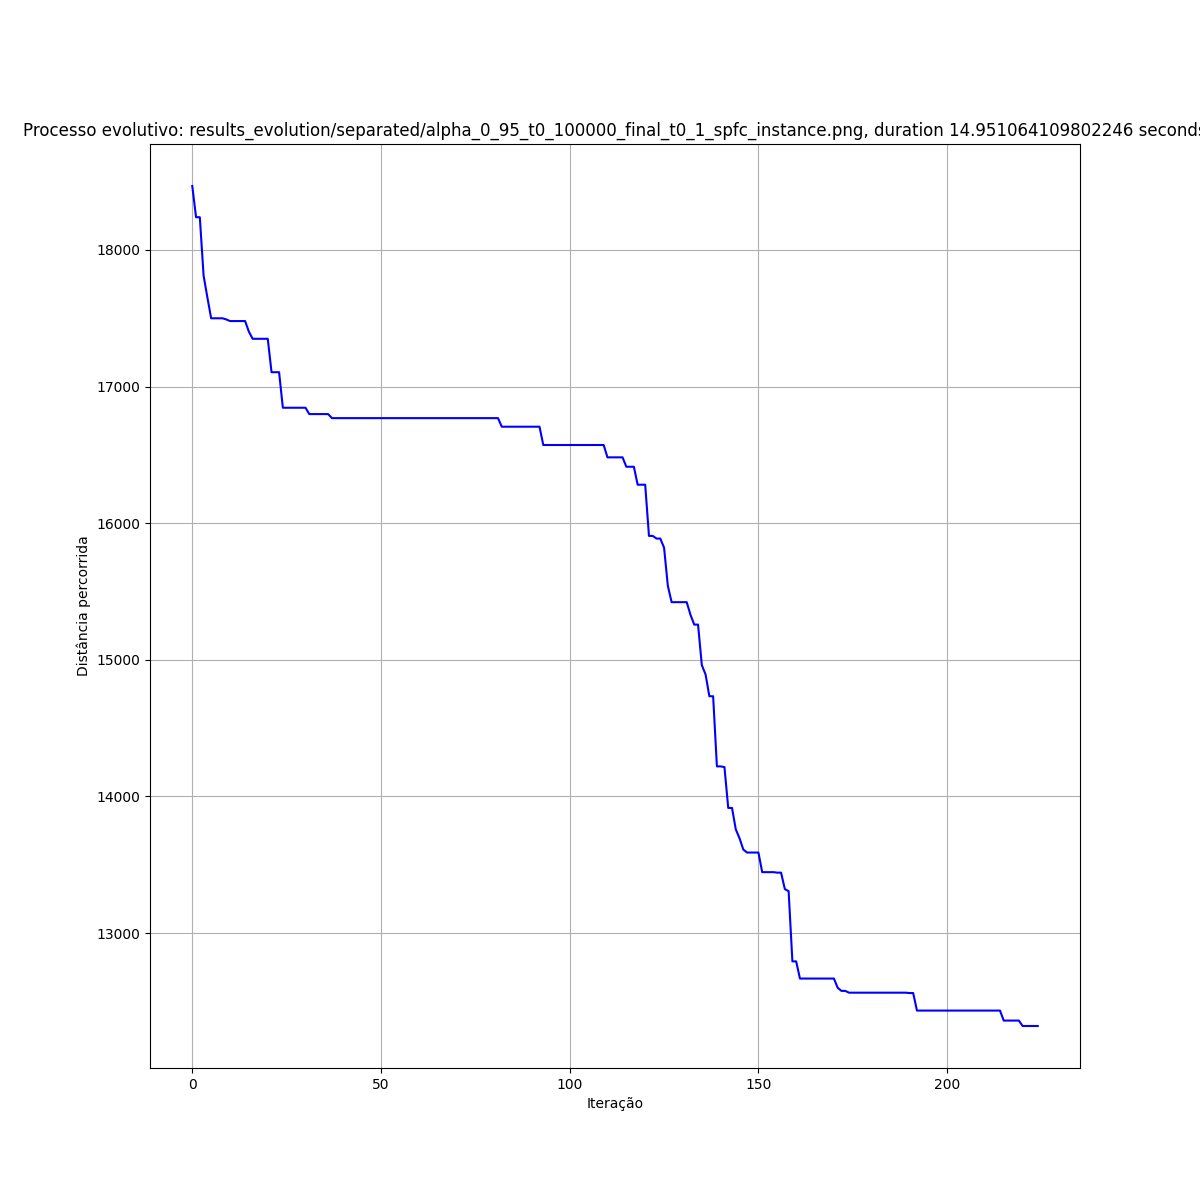 Processo evolutivo: results_evolution/separated/alpha_0_95_t0_100000_final_t0_1_spfc_instance.png, duration 14.951064109802246 seconds
18000
17000
16000
15000
14000
13000
Distância percorrida
0 50 100 150 200
Iteração